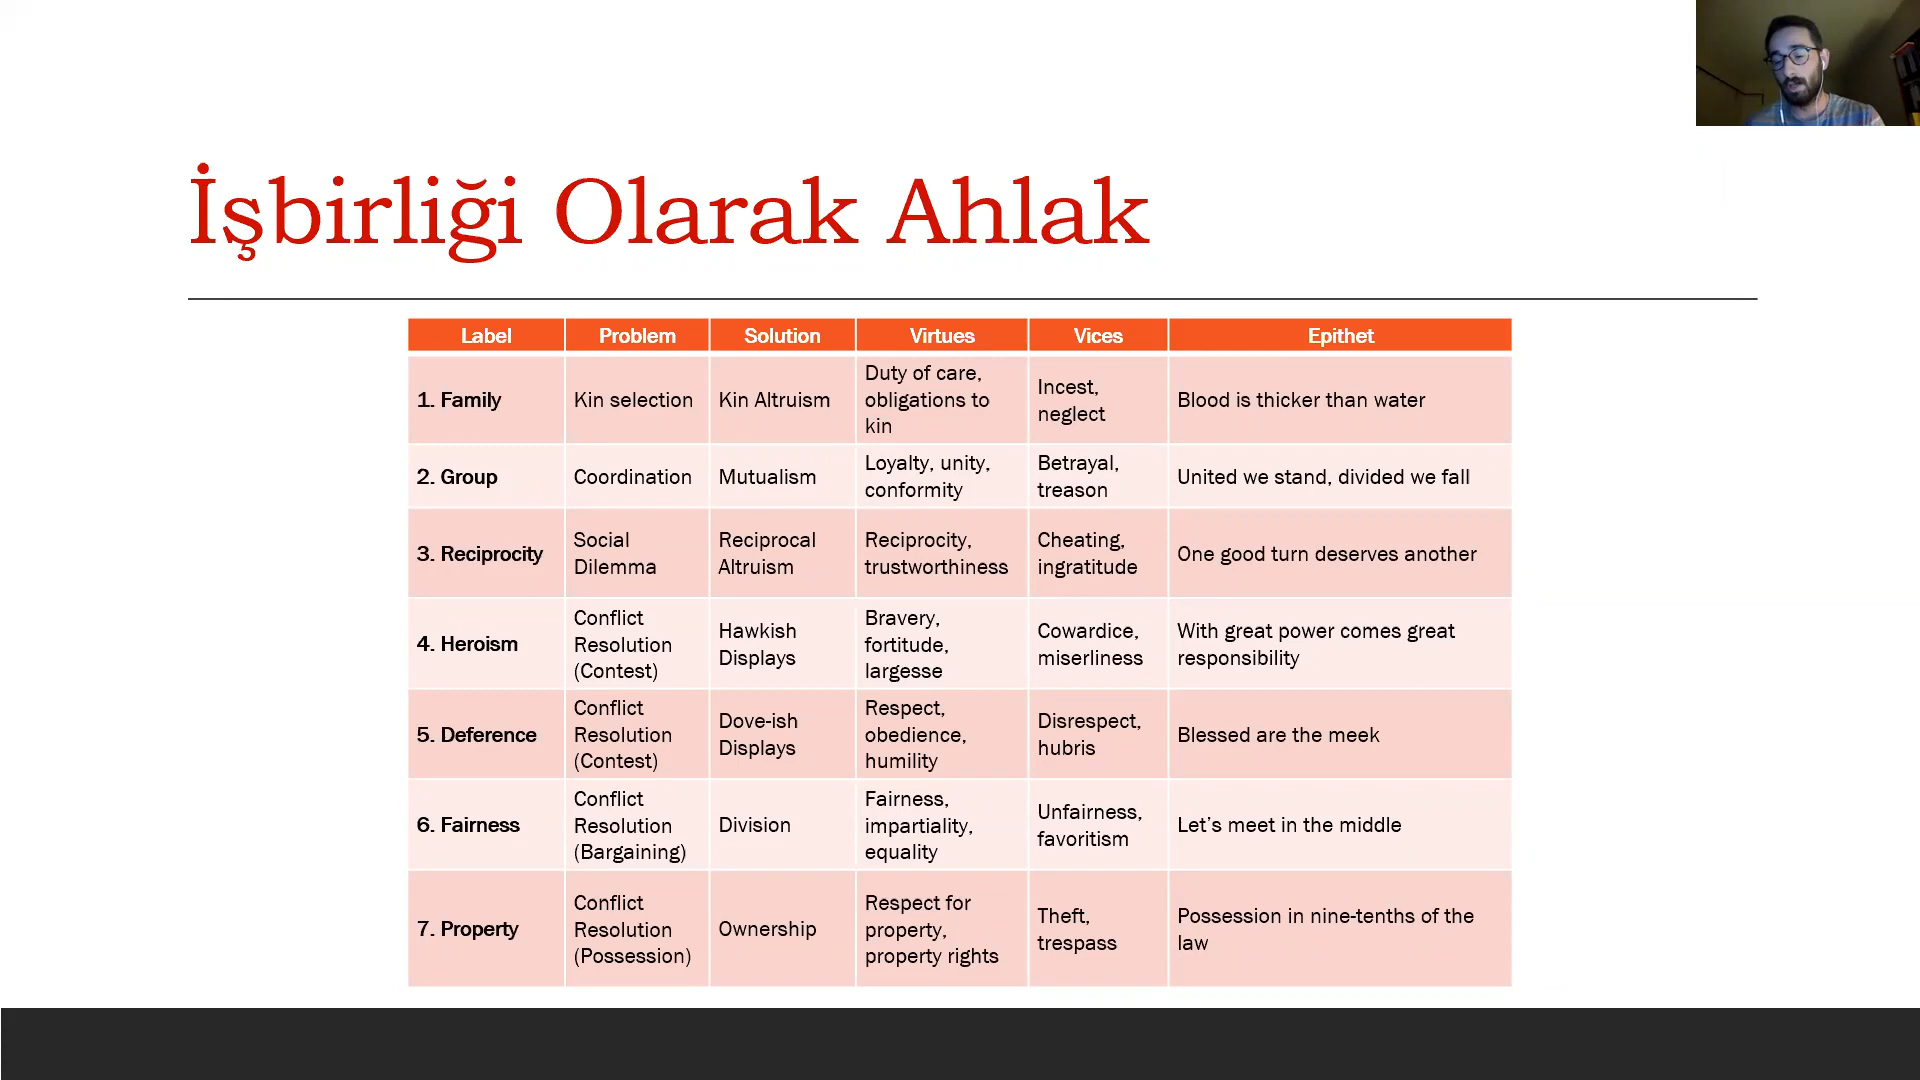 İşbirliği Olarak Ahlak
Label Problem Solution Virtues Vices Epithet
1. Family Kin selection Kin Altruism Duty of care, obligations to kin Incest, neglect Blood is thicker than water
2. Group Coordination Mutualism Loyalty, unity, conformity Betrayal, treason United we stand, divided we fall
3. Reciprocity Social Dilemma Reciprocal Altruism Reciprocity, trustworthiness Cheating, ingratitude One good turn deserves another
4. Heroism Conflict Resolution (Contest) Hawkish Displays Bravery, fortitude, largesse Cowardice, miserliness With great power comes great responsibility
5. Deference Conflict Resolution (Contest) Dove-ish Displays Respect, obedience, humility Disrespect, hubris Blessed are the meek
6. Fairness Conflict Resolution (Bargaining) Division Fairness, impartiality, equality Unfairness, favoritism Let's meet in the middle
7. Property Conflict Resolution (Possession) Ownership Respect for property, property rights Theft, trespass Possession in nine-tenths of the law